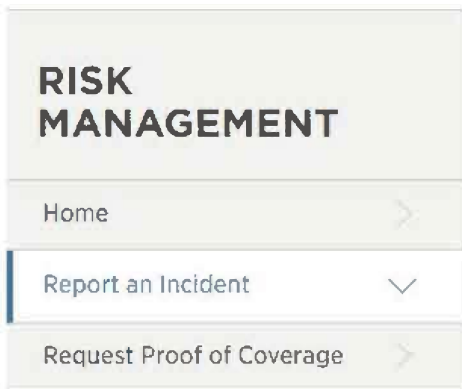 RISK
MANAGEMENT
Home
Report an Incident
Request Proof of Coverage